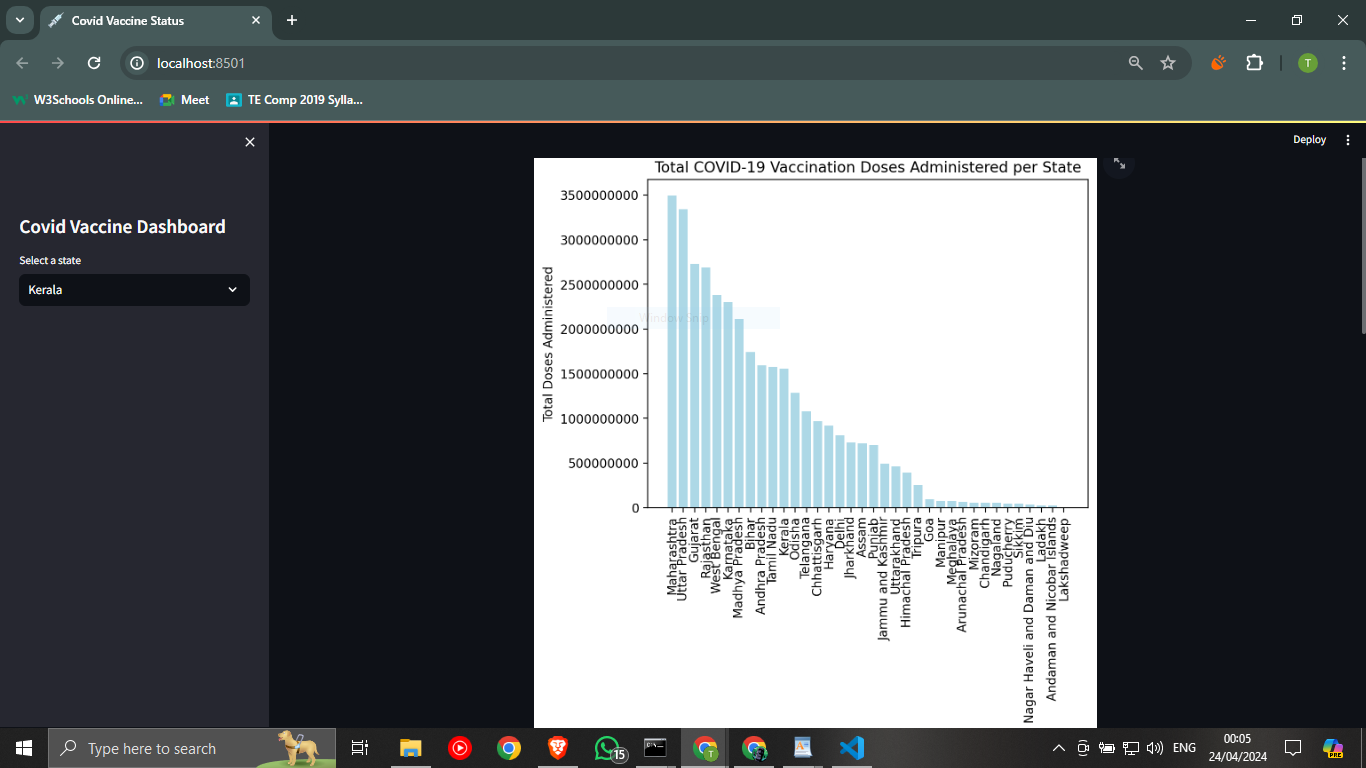 Covid Vaccine Status
localhost:8501
W3Schools Online...
Meet
TE Comp 2019 Sylla...
T
Deploy
Covid Vaccine Dashboard
Select a state
Kerala
Total COVID-19 Vaccination Doses Administered per State
Total Doses Administered
3500000000
3000000000
2500000000
2000000000
1500000000
1000000000
500000000
0
Window Snip
Maharashtra
Uttar Pradesh
Gujarat
Rajasthan
West Bengal
Karnataka
Madhya Pradesh
Bihar
Andhra Pradesh
Tamil Nadu
Kerala
Odisha
Telangana
Chhattisgarh
Haryana
Delhi
Jharkhand
Assam
Punjab
Jammu and Kashmir
Uttarakhand
Himachal Pradesh
Tripura
Goa
Manipur
Meghalaya
Arunachal Pradesh
Mizoram
Chandigarh
Nagaland
Puducherry
Sikkim
Nagar Haveli and Daman and Diu
Ladakh
Andaman and Nicobar Islands
Lakshadweep
Type here to search
15
T
ENG
00:05
24/04/2024
PRE